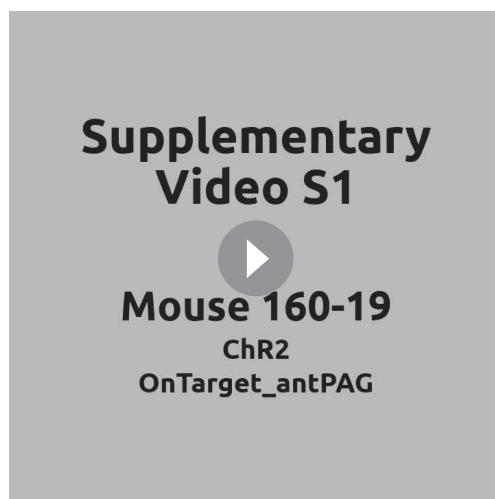 Supplementary
Video S1
Mouse 160-19
ChR2
OnTarget_antPAG